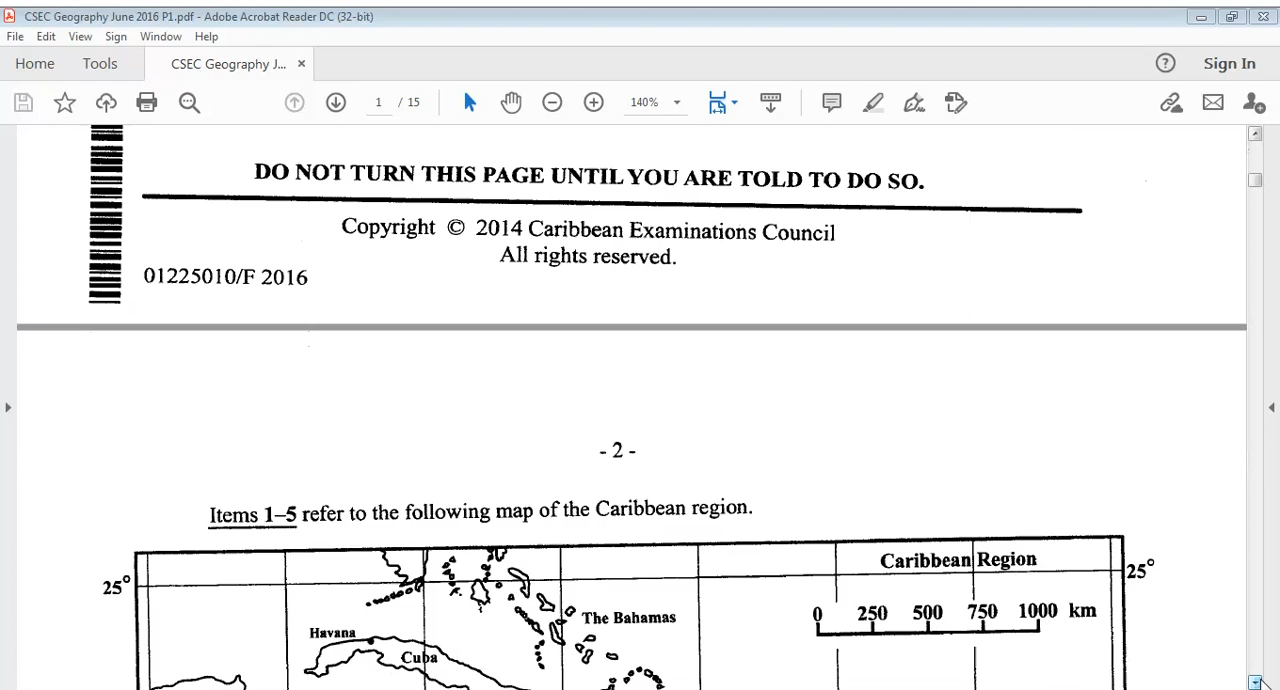 CSEC Geography June 2016 P1.pdf - Adobe Acrobat Reader DC (32-bit)
File Edit View Sign Window Help
Home Tools CSEC Geography J... × Sign In
1 / 15 140%
DO NOT TURN THIS PAGE UNTIL YOU ARE TOLD TO DO SO.
Copyright © 2014 Caribbean Examinations Council
All rights reserved.
01225010/F 2016
- 2 -
Items 1–5 refer to the following map of the Caribbean region.
Caribbean Region
25° 25°
0 250 500 750 1000 km
The Bahamas
Havana
Cuba